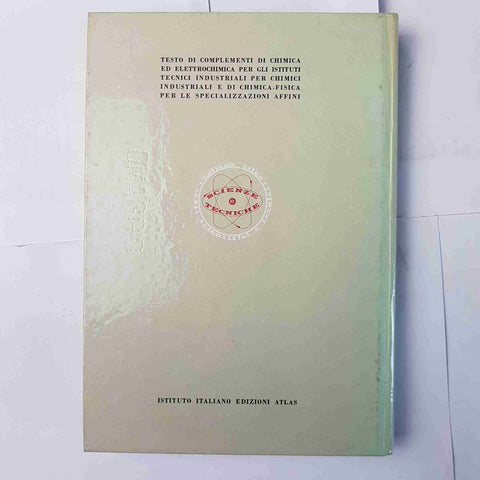 TESTO DI COMPLEMENTI DI CHIMICA
ED ELETTROCHIMICA PER GLI ISTITUTI
TECNICI INDUSTRIALI PER CHIMICI
INDUSTRIALI E DI CHIMICA-FISICA
PER LE SPECIALIZZAZIONI AFFINI
SCIENZE
e
TECNICHE
ISTITUTO ITALIANO EDIZIONI ATLAS